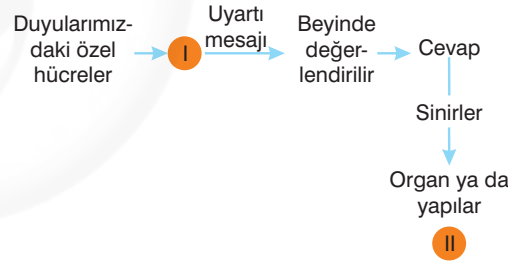 Duyularımız-
daki özel
hücreler
I
Uyartı
mesajı
Beyinde
değer-
lendirilir
Cevap
Sinirler
Organ ya da
yapılar
II